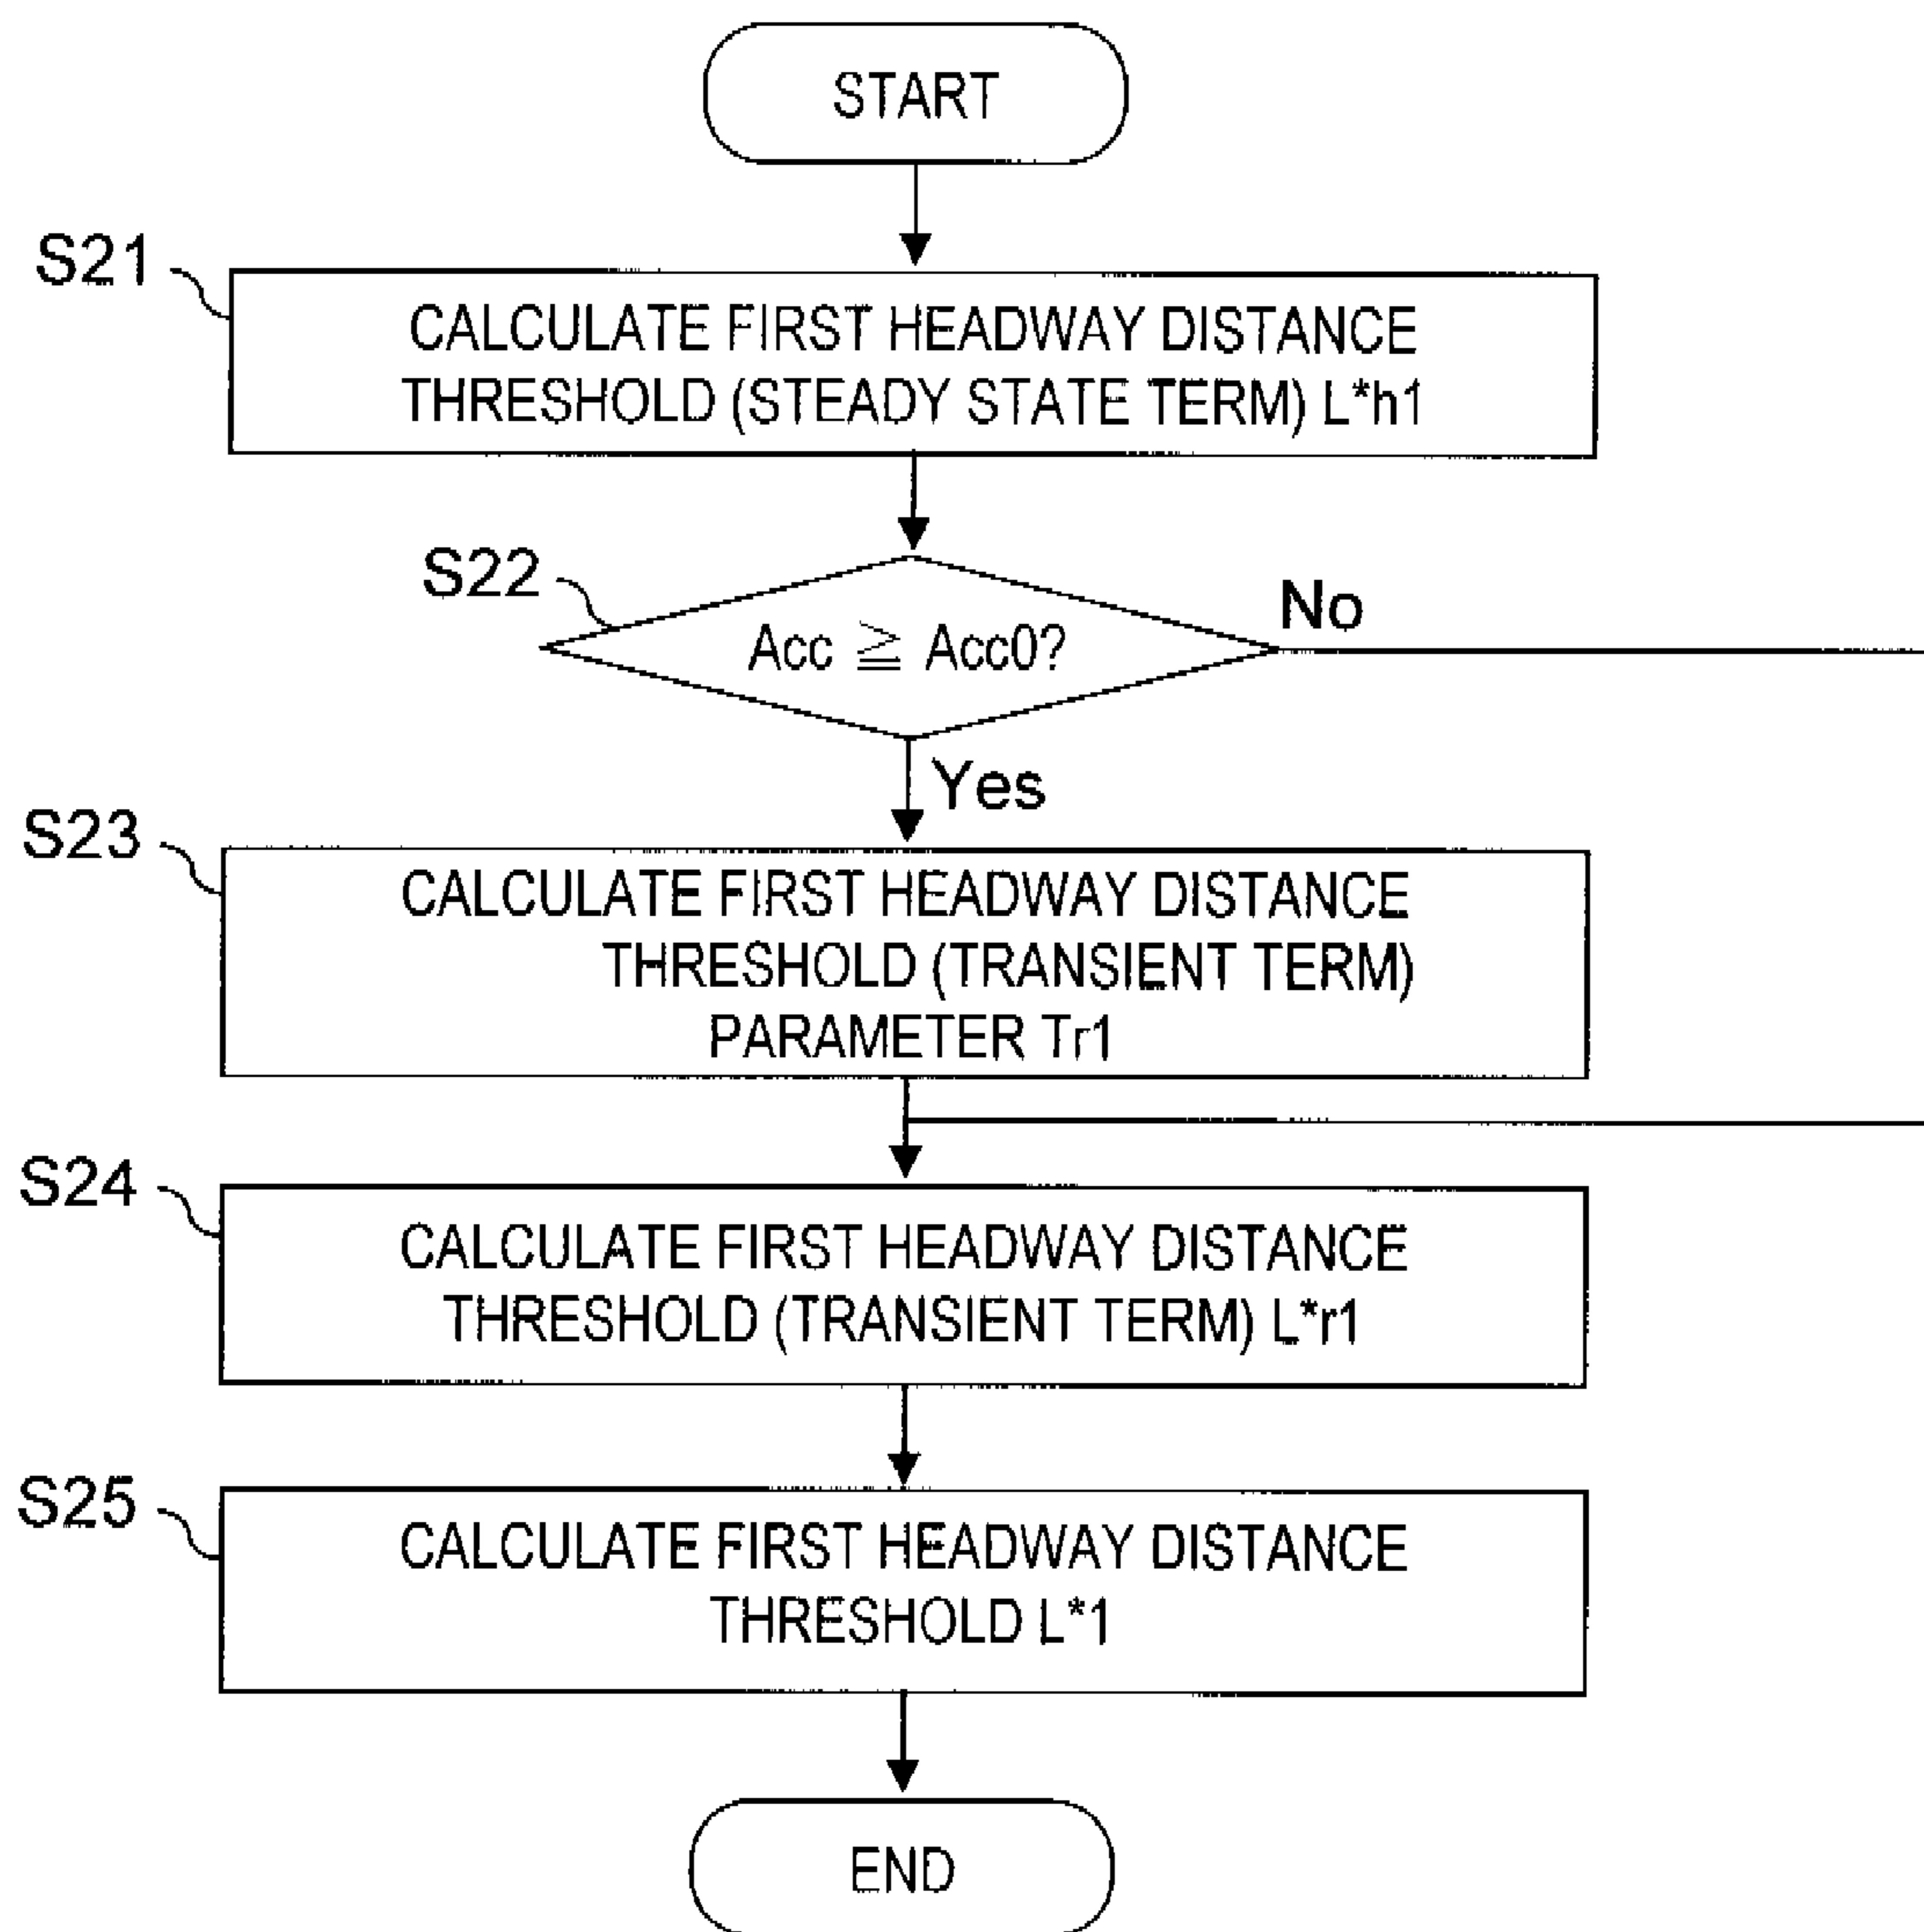 START
S21
CALCULATE FIRST HEADWAY DISTANCE
THRESHOLD (STEADY STATE TERM) L*h1
S22
Acc ≧ Acc0?
No
Yes
S23
CALCULATE FIRST HEADWAY DISTANCE
THRESHOLD (TRANSIENT TERM)
PARAMETER Tr1
S24
CALCULATE FIRST HEADWAY DISTANCE
THRESHOLD (TRANSIENT TERM) L*r1
S25
CALCULATE FIRST HEADWAY DISTANCE
THRESHOLD L*1
END